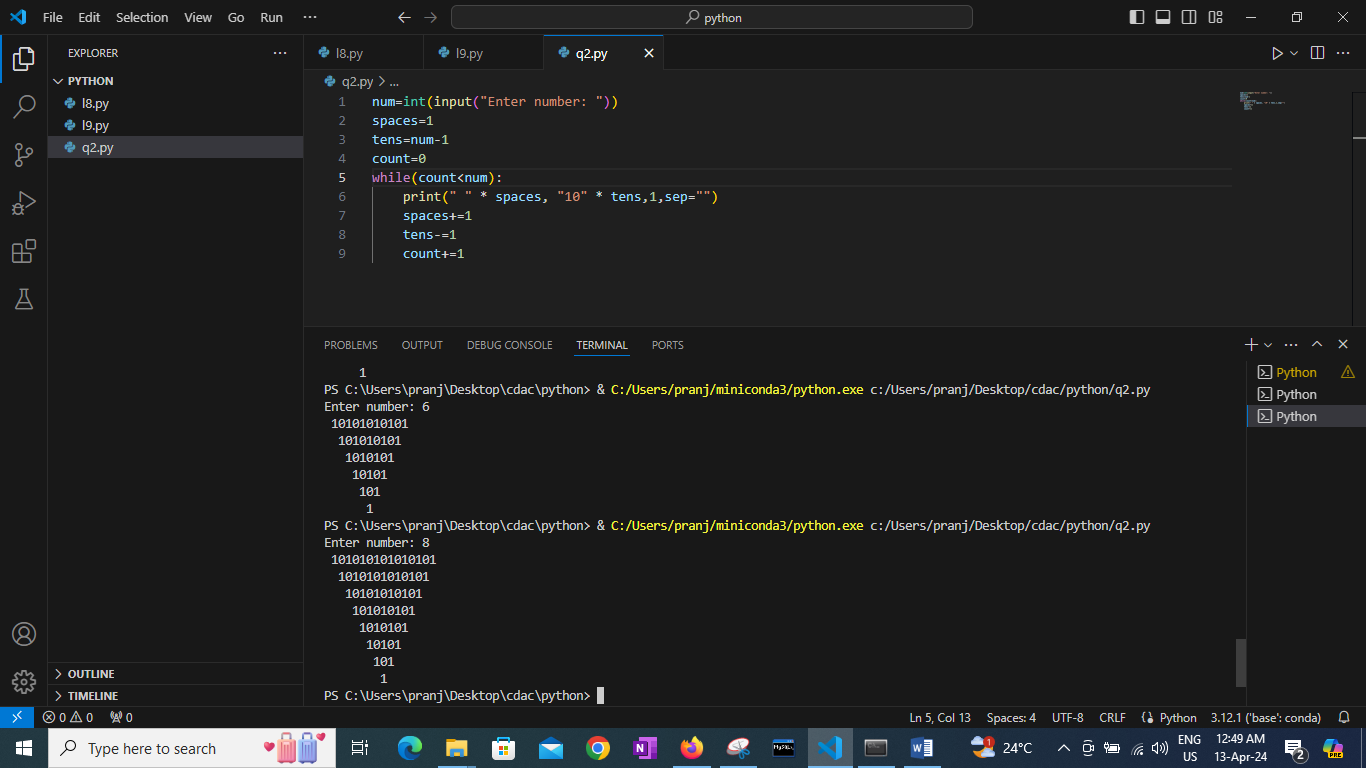 File Edit Selection View Go Run ··· python
EXPLORER ···
PYTHON
l8.py
l9.py
q2.py
OUTLINE
TIMELINE
l8.py l9.py q2.py
q2.py > ...
1 num=int(input("Enter number: "))
2 spaces=1
3 tens=num-1
4 count=0
5 while(count<num):
6     print(" " * spaces, "10" * tens,1,sep="")
7     spaces+=1
8     tens-=1
9     count+=1
PROBLEMS OUTPUT DEBUG CONSOLE TERMINAL PORTS
     1
PS C:\Users\pranj\Desktop\cdac\python> & C:/Users/pranj/miniconda3/python.exe c:/Users/pranj/Desktop/cdac/python/q2.py
Enter number: 6
 10101010101
  101010101
   1010101
    10101
     101
      1
PS C:\Users\pranj\Desktop\cdac\python> & C:/Users/pranj/miniconda3/python.exe c:/Users/pranj/Desktop/cdac/python/q2.py
Enter number: 8
 101010101010101
  1010101010101
   10101010101
    101010101
     1010101
      10101
       101
        1
PS C:\Users\pranj\Desktop\cdac\python>
Python
Python
Python
0 0 0 Ln 5, Col 13 Spaces: 4 UTF-8 CRLF Python 3.12.1 ('base': conda)
Type here to search
24°C
ENG
US
12:49 AM
13-Apr-24
2